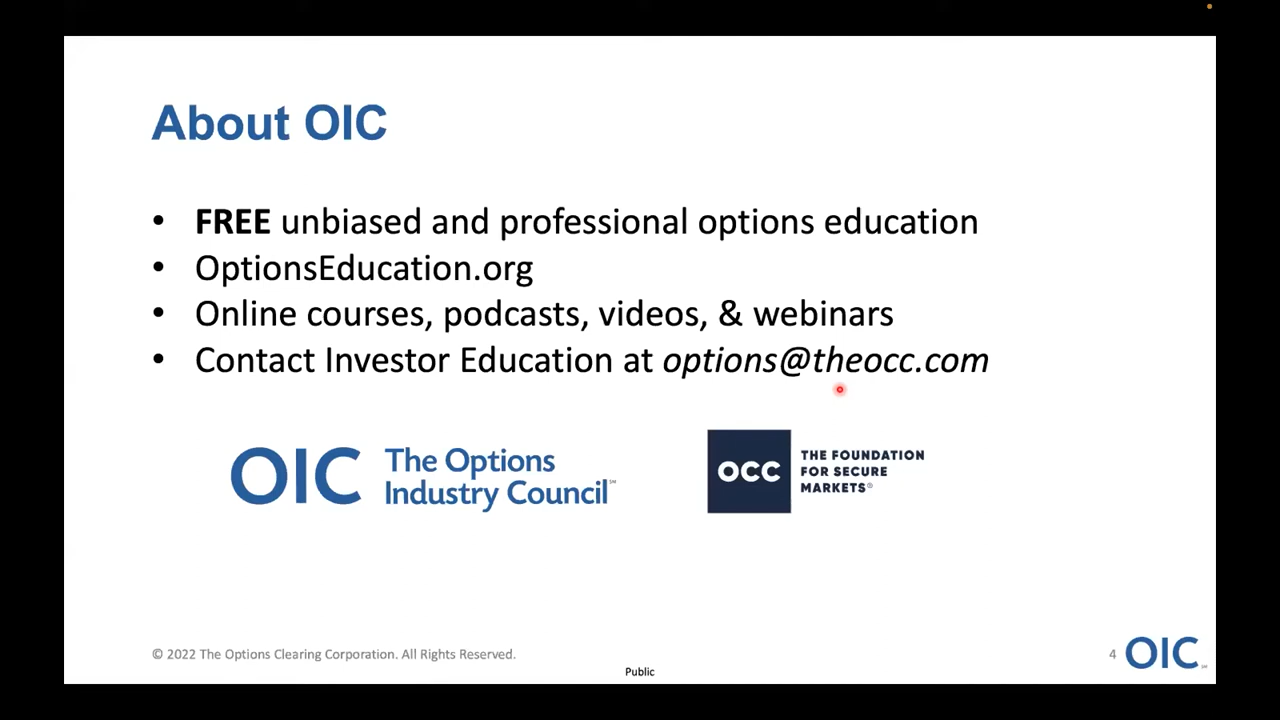 About OIC
• FREE unbiased and professional options education
• OptionsEducation.org
• Online courses, podcasts, videos, & webinars
• Contact Investor Education at options@theocc.com
OIC The Options
Industry Council℠
OCC
THE FOUNDATION
FOR SECURE
MARKETS®
© 2022 The Options Clearing Corporation. All Rights Reserved.
Public
4
OIC℠